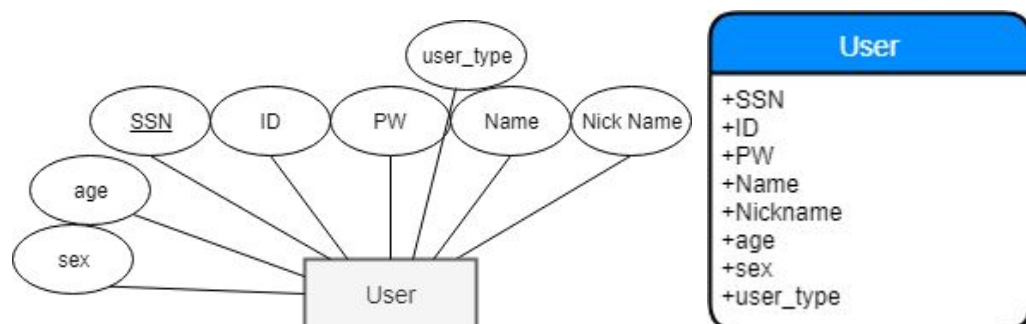 user_type
SSN
ID
PW
Name
Nick Name
age
sex
User
User
+SSN
+ID
+PW
+Name
+Nickname
+age
+sex
+user_type